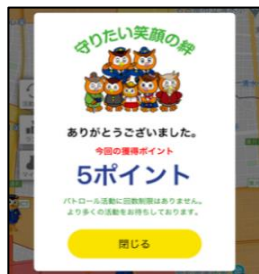 守りたい笑顔の絆
ありがとうございました。
今回の獲得ポイント
5ポイント
パトロール活動に回数制限はありません。
より多くの活動をお待ちしております。
閉じる